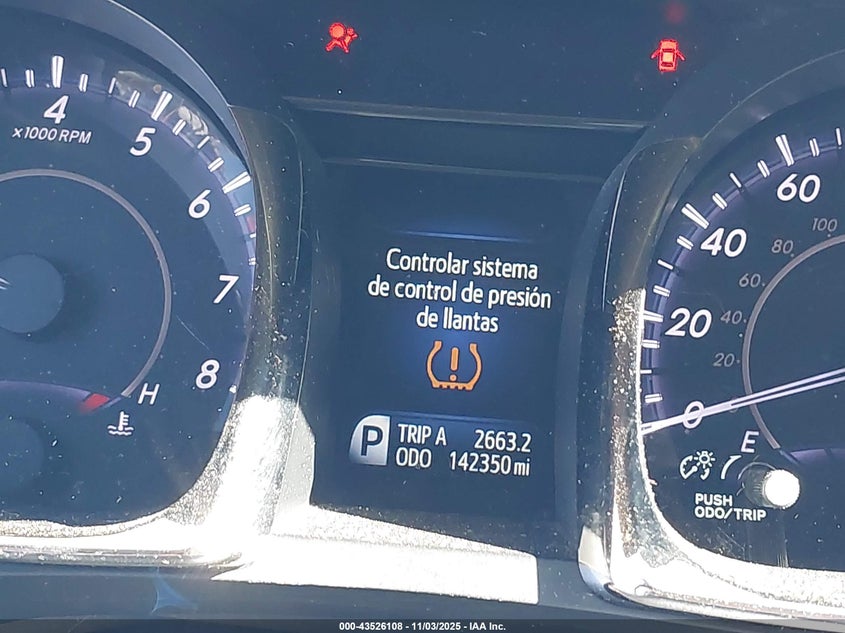 4
x1000 RPM
5
6
7
8
H
Controlar sistema
de control de presión
de llantas
!
P
TRIP A 2663.2
ODO 142350 mi
60
100
40
80
60
20
40
20
0
E
PUSH
ODO/TRIP
000-43526108 - 11/03/2025 - IAA Inc.